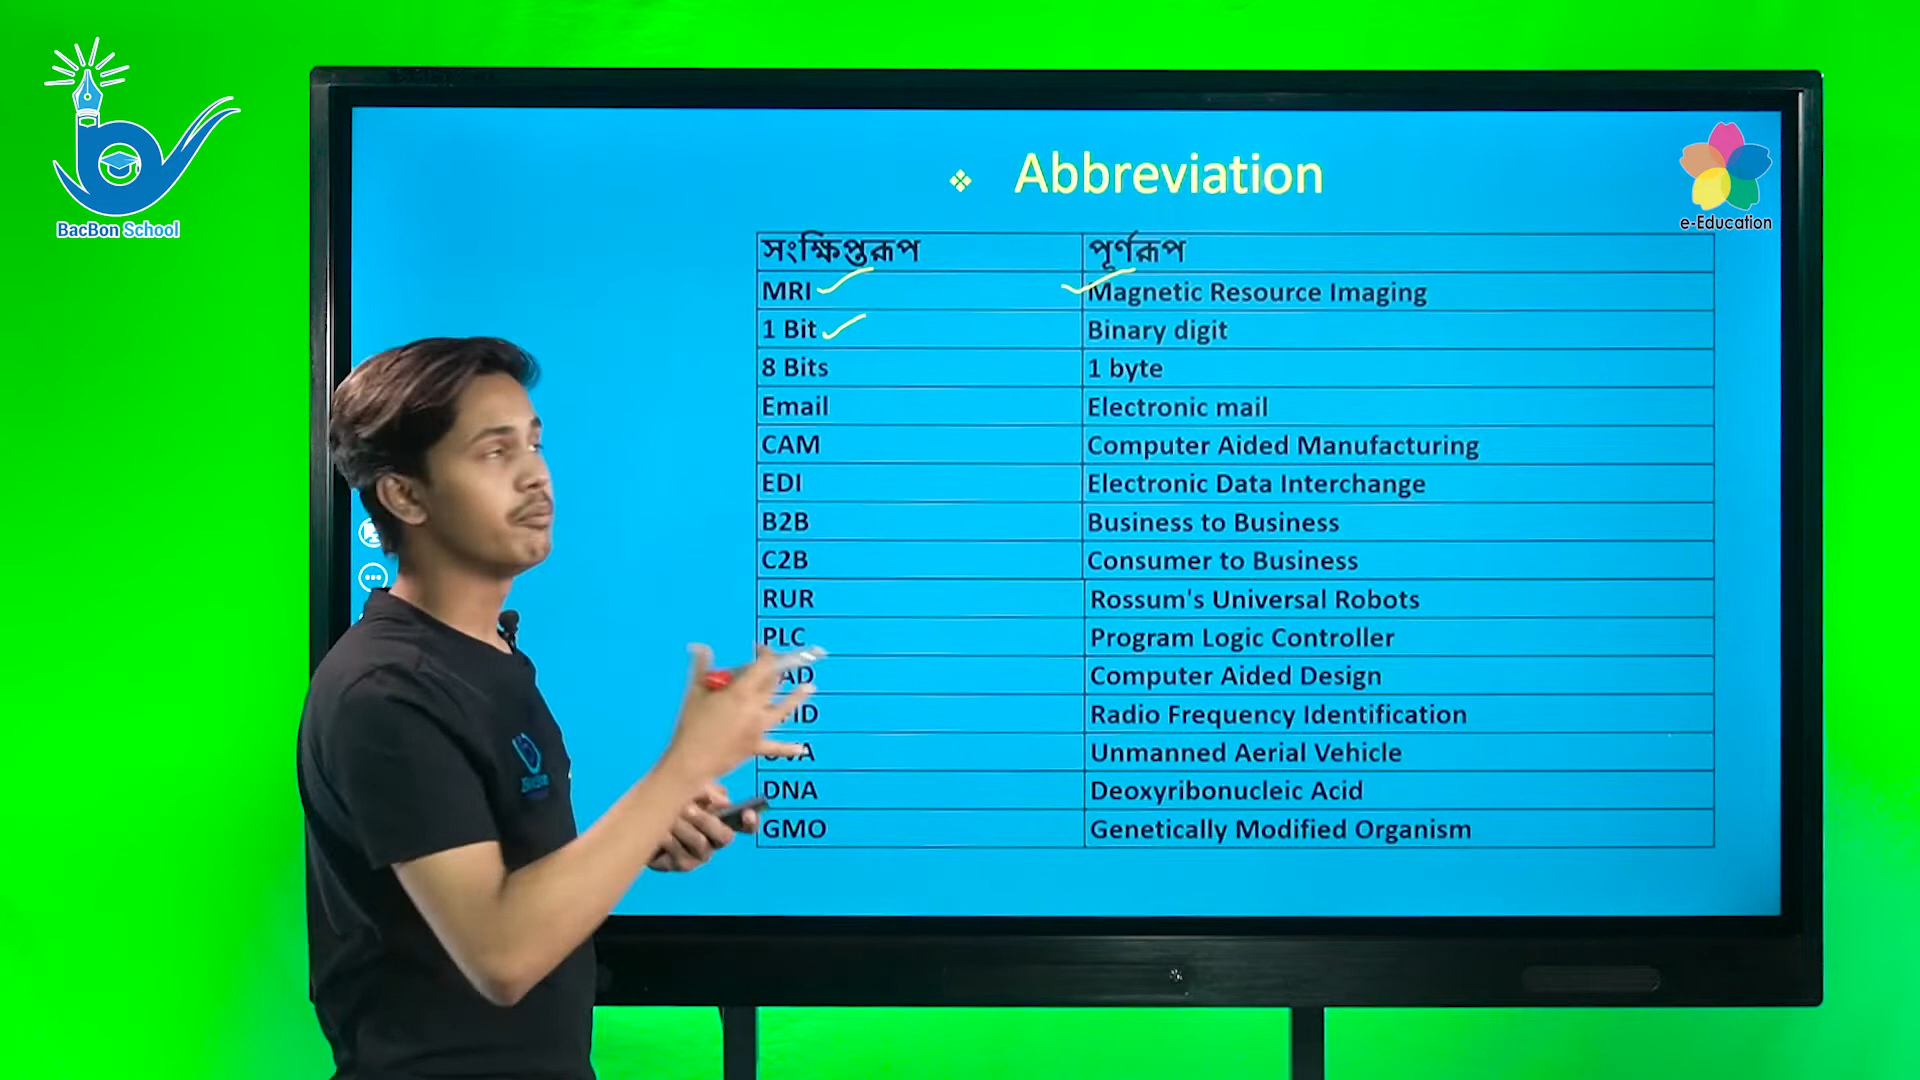 BacBon School
❖ Abbreviation
e-Education
সংক্ষিপ্তরূপ পূর্ণরূপ
MRI Magnetic Resource Imaging
1 Bit Binary digit
8 Bits 1 byte
Email Electronic mail
CAM Computer Aided Manufacturing
EDI Electronic Data Interchange
B2B Business to Business
C2B Consumer to Business
RUR Rossum's Universal Robots
PLC Program Logic Controller
Computer Aided Design
Radio Frequency Identification
Unmanned Aerial Vehicle
DNA Deoxyribonucleic Acid
GMO Genetically Modified Organism